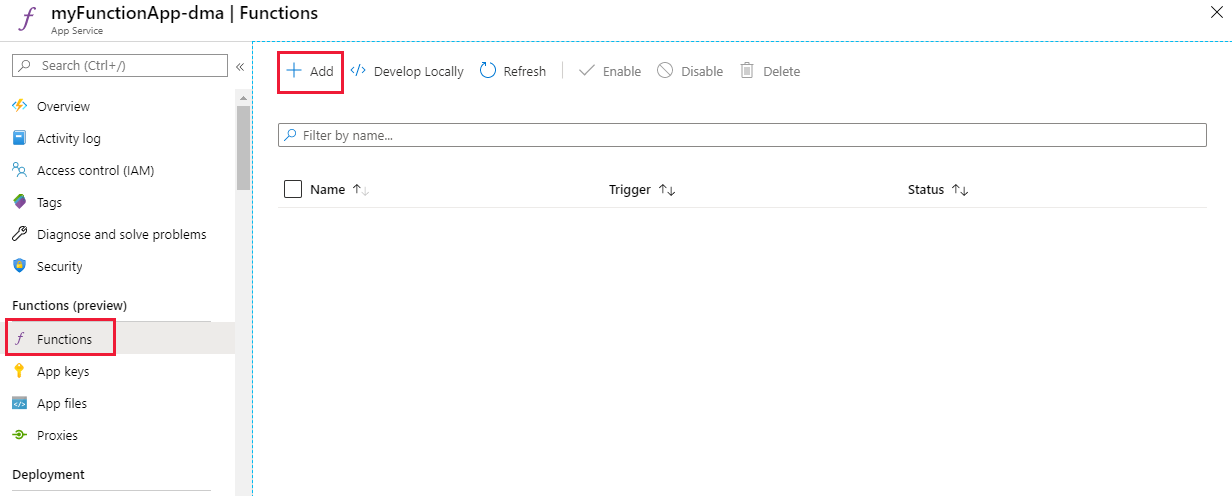 myFunctionApp-dma | Functions
App Service
Search (Ctrl+/)
«
Add
Develop Locally
Refresh
Enable
Disable
Delete
Overview
Activity log
Access control (IAM)
Tags
Diagnose and solve problems
Security
Functions (preview)
Functions
App keys
App files
Proxies
Deployment
Filter by name...
Name
Trigger
Status